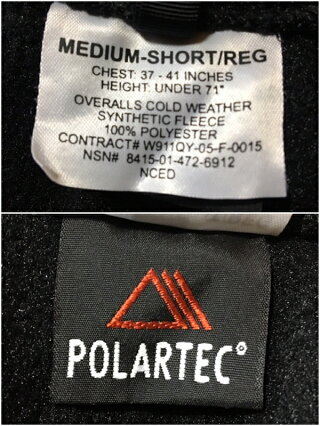 MEDIUM-SHORT/REG
CHEST: 37 - 41 INCHES
HEIGHT: UNDER 71"
OVERALLS COLD WEATHER
SYNTHETIC FLEECE
100% POLYESTER
CONTRACT# W911QY-05-F-0015
NSN# 8415-01-472-6912
NCED
POLARTEC®